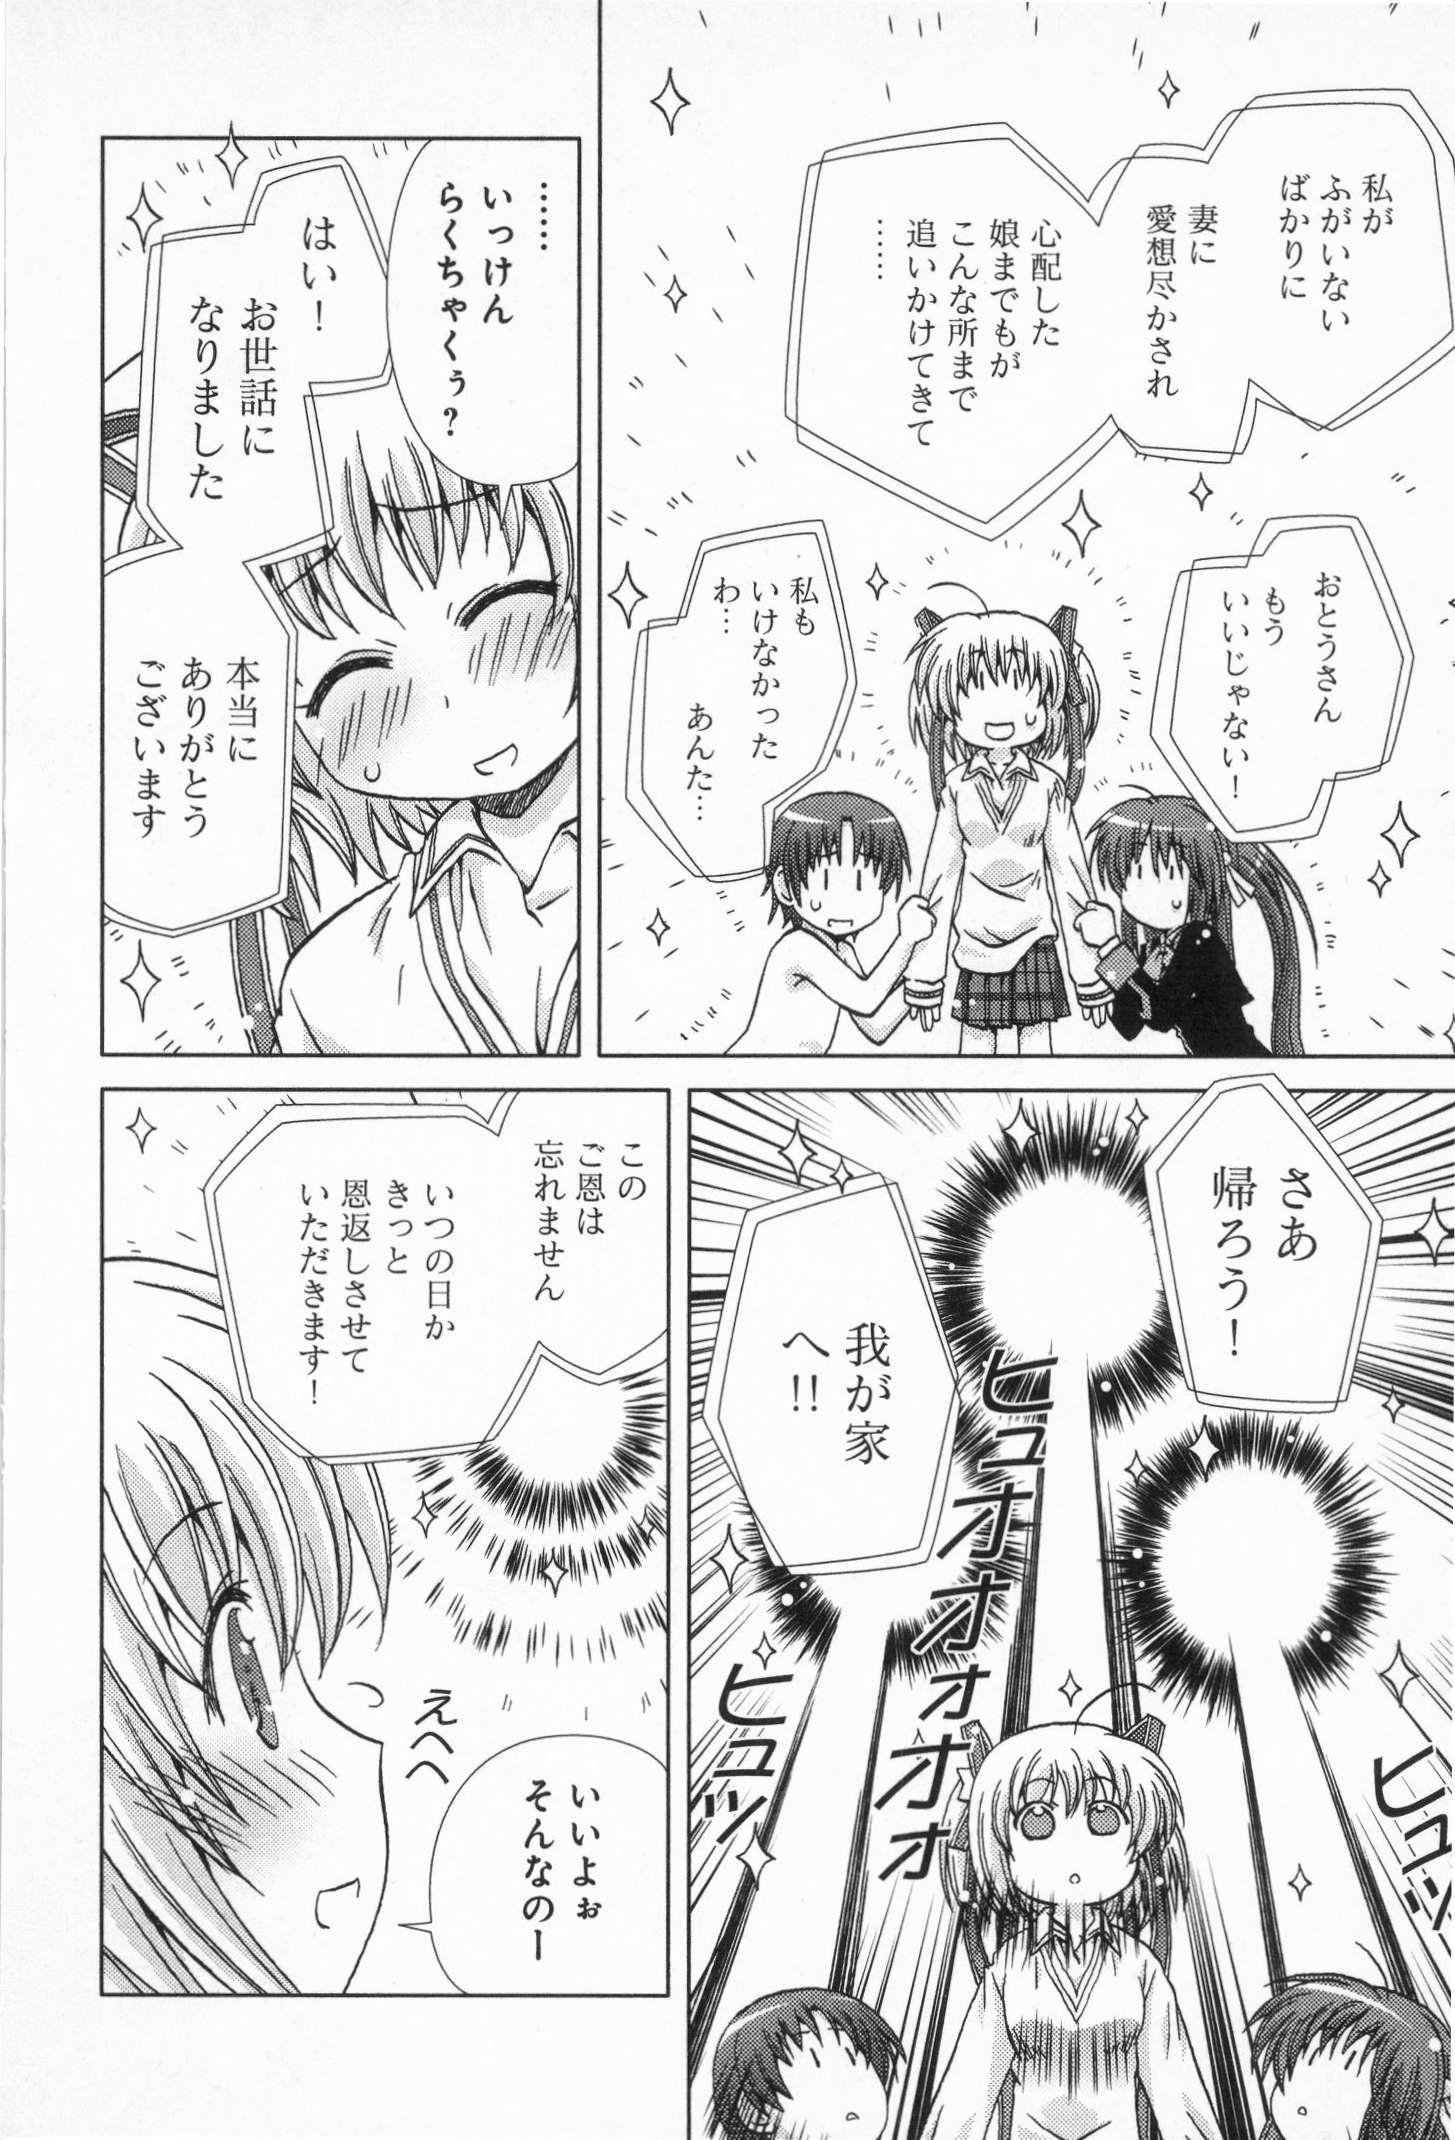 私が
ふがいない
ばかりに
妻に
愛想尽かされ
心配した
娘までもが
こんな所まで
追いかけてきて
……
おとうさん
もう
いいじゃない！
私も
いけなかった
わ…
あんた…
……
いっけん
らくちゃくぅ？
はい！
お世話に
なりました
本当に
ありがとう
ございます
さあ
帰ろう！
我が家
へ!!
ヒュオオオォオオォ
ヒュッ
ヒュッ
この
ご恩は
忘れません
いつの日か
きっと
恩返しさせて
いただきます！
えへへ
いいよぉ
そんなのー